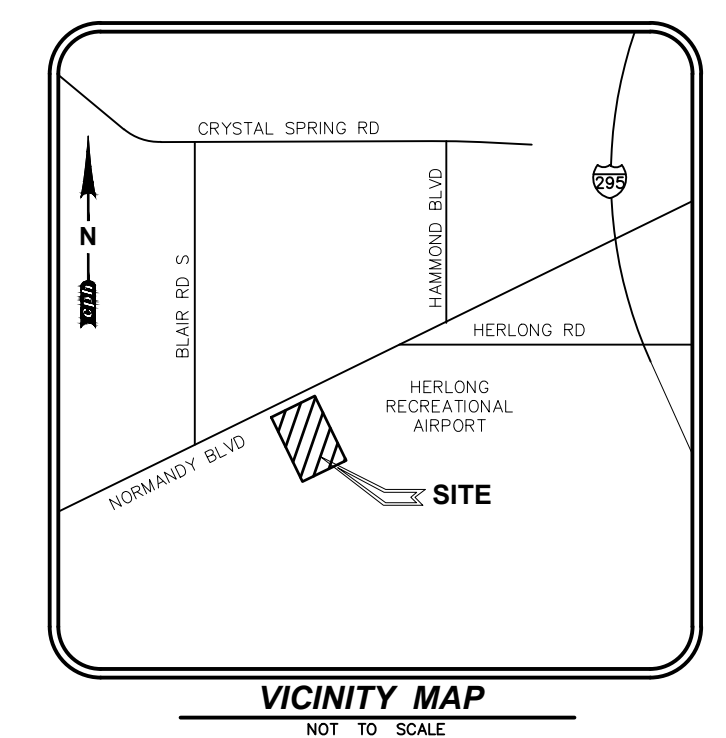 CRYSTAL SPRING RD
HAMMOND BLVD
295
N
cph
BLAIR RD S
HERLONG RD
HERLONG
RECREATIONAL
AIRPORT
NORMANDY BLVD
SITE
VICINITY MAP
NOT TO SCALE